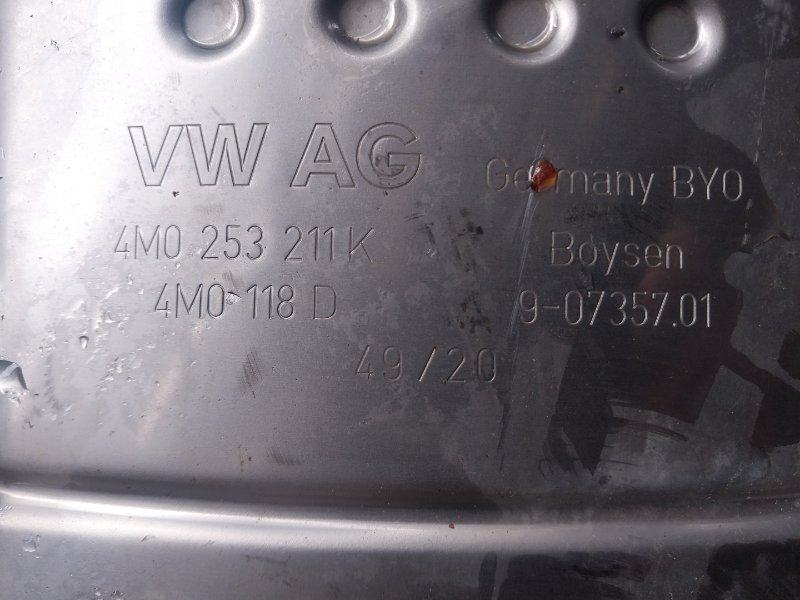 VW AG
4M0 253 211 K
4M0 118 D
Germany BYO
Boysen
9-07357.01
49/20